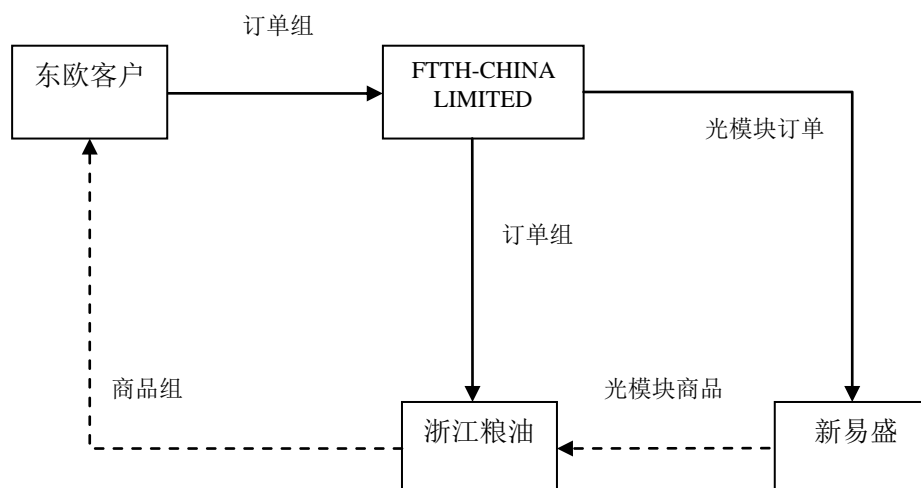 订单组
东欧客户
FTTH-CHINA
LIMITED
光模块订单
订单组
商品组
光模块商品
浙江粮油
新易盛